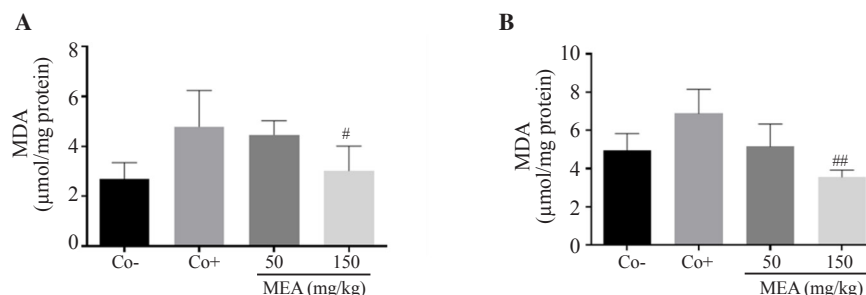 A
MDA
(μmol/mg protein)
8
6
4
2
0
#
Co- Co+ 50 150
MEA (mg/kg)
B
MDA
(μmol/mg protein)
10
8
6
4
2
0
##
Co- Co+ 50 150
MEA (mg/kg)